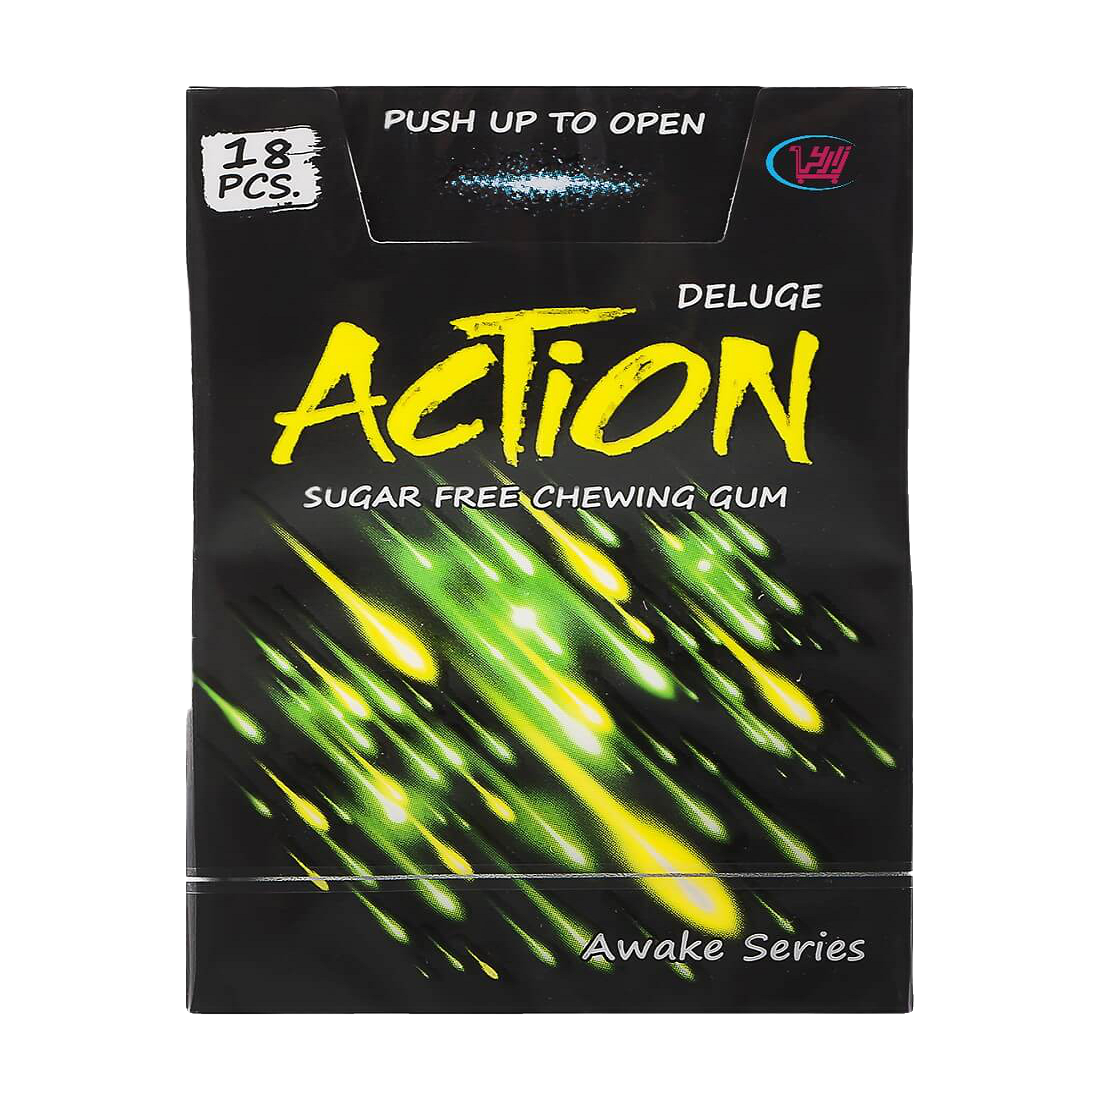 PUSH UP TO OPEN
18
PCS.
DELUGE
ACTiON
SUGAR FREE CHEWING GUM
Awake Series